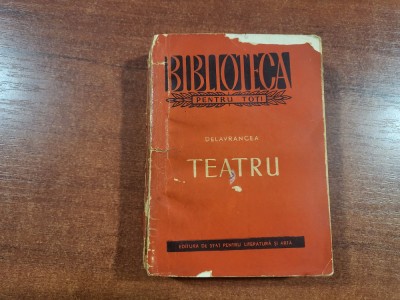 BIBLIOTECA
PENTRU TOȚI
DELAVRANCEA
TEATRU
EDITURA DE STAT PENTRU LITERATURĂ ȘI ARTĂ